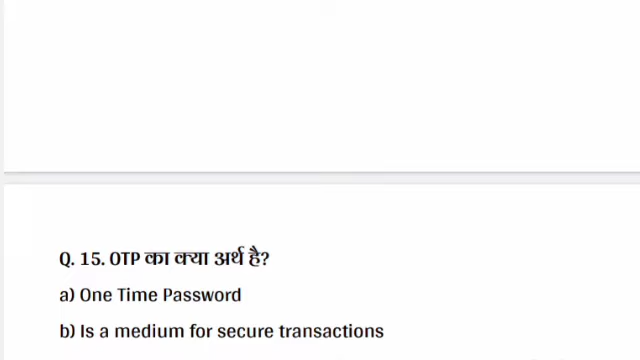 Q. 15. OTP का क्या अर्थ है?
a) One Time Password
b) Is a medium for secure transactions